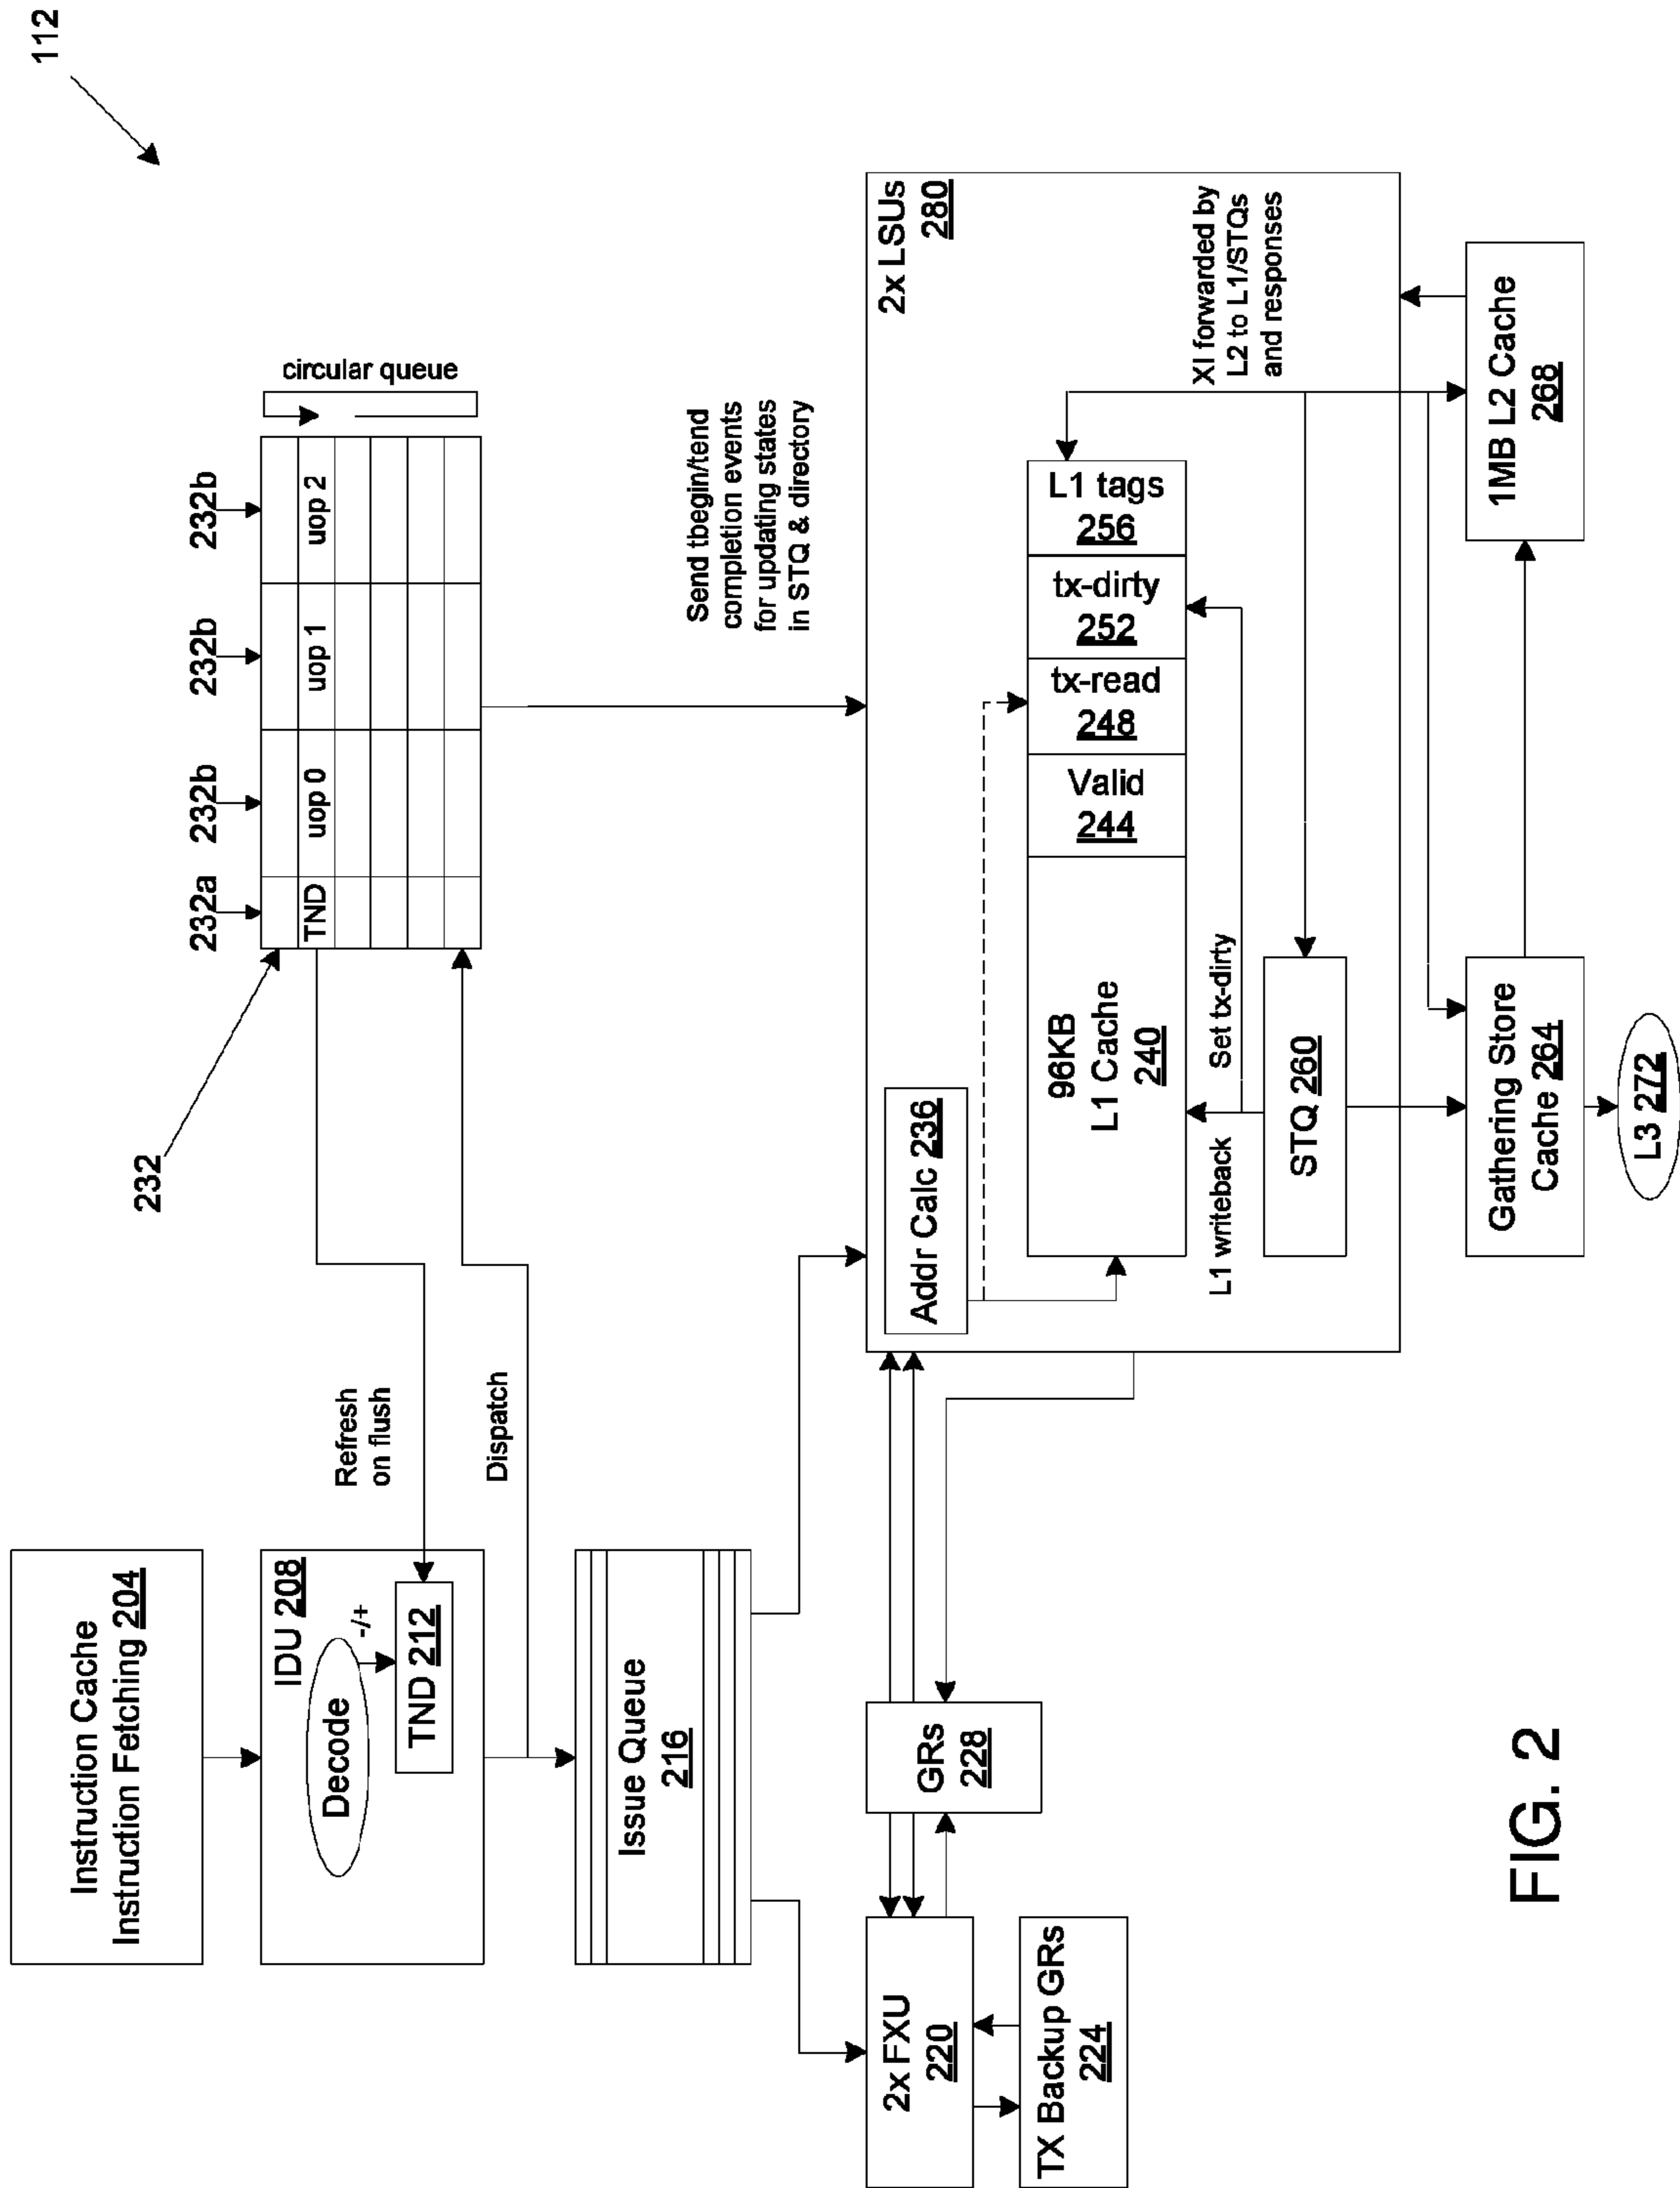 112
Instruction Cache
Instruction Fetching 204
IDU 208
Decode
-/+
TND 212
Refresh
on flush
Dispatch
232
232a
232b
232b
232b
TND
uop 0
uop 1
uop 2
circular queue
Issue Queue
216
Send tbegin/tend
completion events
for updating states
in STQ & directory
2x FXU
220
TX Backup GRs
224
GRs
228
2x LSUs
280
Addr Calc 236
96KB
L1 Cache
240
Valid
244
tx-read
248
tx-dirty
252
L1 tags
256
L1 writeback
Set tx-dirty
STQ 260
XI forwarded by
L2 to L1/STQs
and responses
Gathering Store
Cache 264
1MB L2 Cache
268
L3 272
FIG. 2